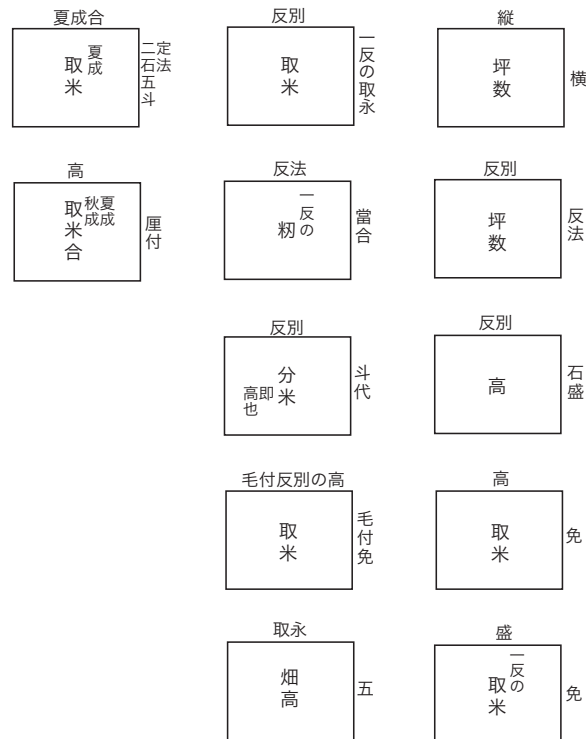 縦
横
坪数
反別
反法
坪数
反別
石盛
高
高
免
取米
盛
免
一反の
取米
反別
一反の取永
取米
反法
當合
一反の
籾
反別
斗代
分米
即
高也
毛付反別の高
毛付免
取米
取永
五
畑高
夏成合
定法
二石五斗
夏成
取米
高
厘付
夏成
秋成
取米合